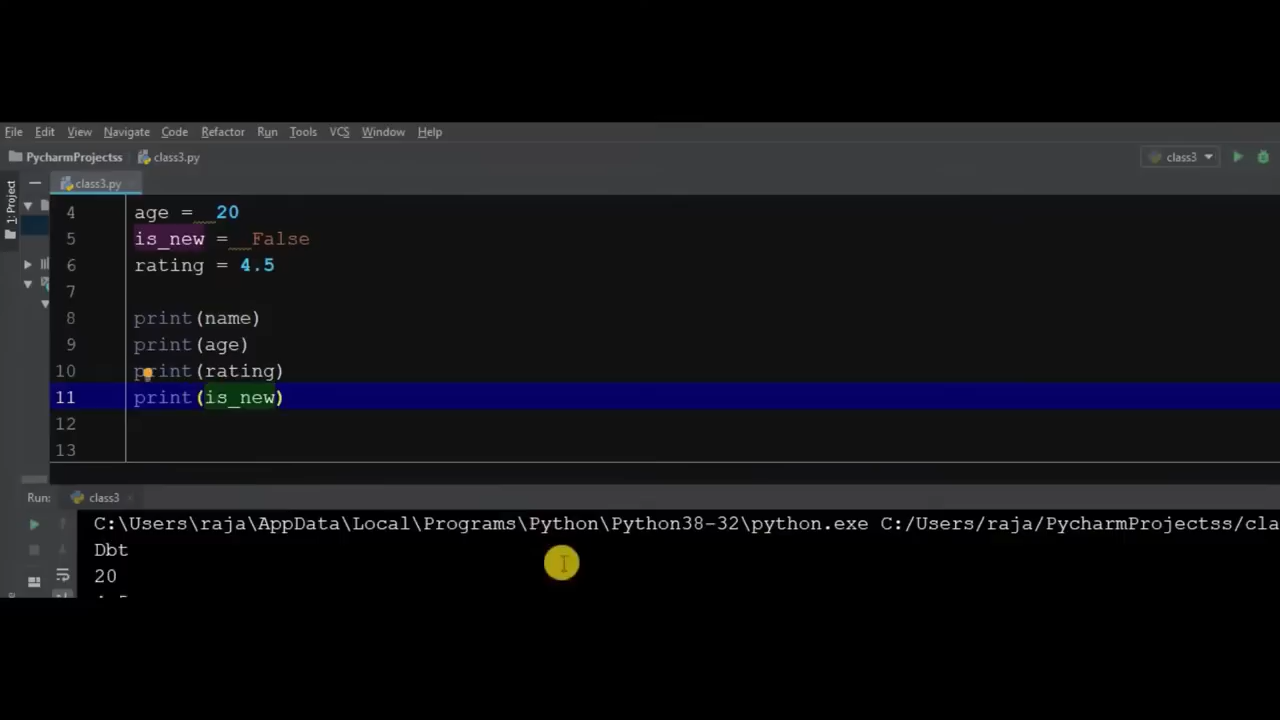 File Edit View Navigate Code Refactor Run Tools VCS Window Help
PycharmProjectss class3.py class3
1: Project
class3.py
4 age =  20
5 is_new =  False
6 rating = 4.5
7
8 print(name)
9 print(age)
10 print(rating)
11 print(is_new)
12
13
Run: class3
C:\Users\raja\AppData\Local\Programs\Python\Python38-32\python.exe C:/Users/raja/PycharmProjectss/cla
Dbt
20